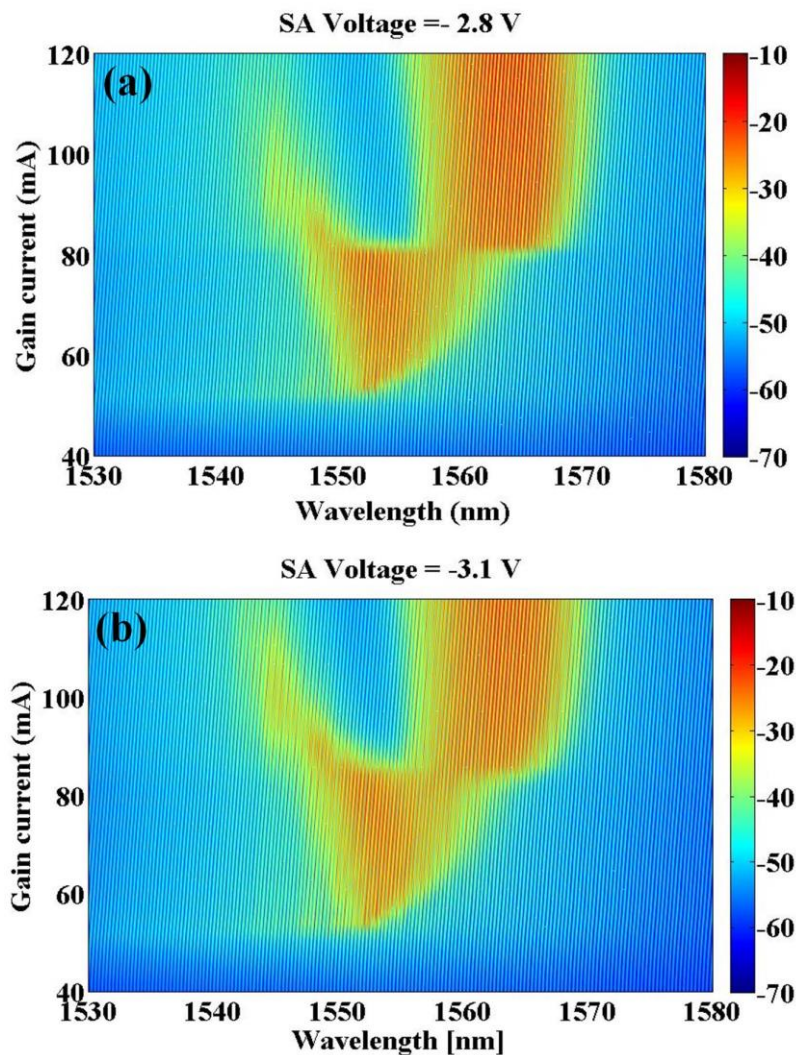 SA Voltage =- 2.8 V
(a)
Gain current (mA)
120
100
80
60
40
1530 1540 1550 1560 1570 1580
Wavelength (nm)
-10
-20
-30
-40
-50
-60
-70
SA Voltage = -3.1 V
(b)
Gain current (mA)
120
100
80
60
40
1530 1540 1550 1560 1570 1580
Wavelength [nm]
-10
-20
-30
-40
-50
-60
-70